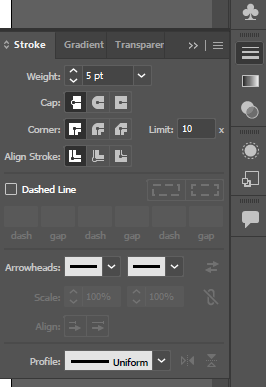 Stroke Gradient Transparer
Weight: 5 pt
Cap:
Corner: Limit: 10 x
Align Stroke:
Dashed Line
dash gap dash gap dash gap
Arrowheads:
Scale: 100% 100%
Align:
Profile: Uniform